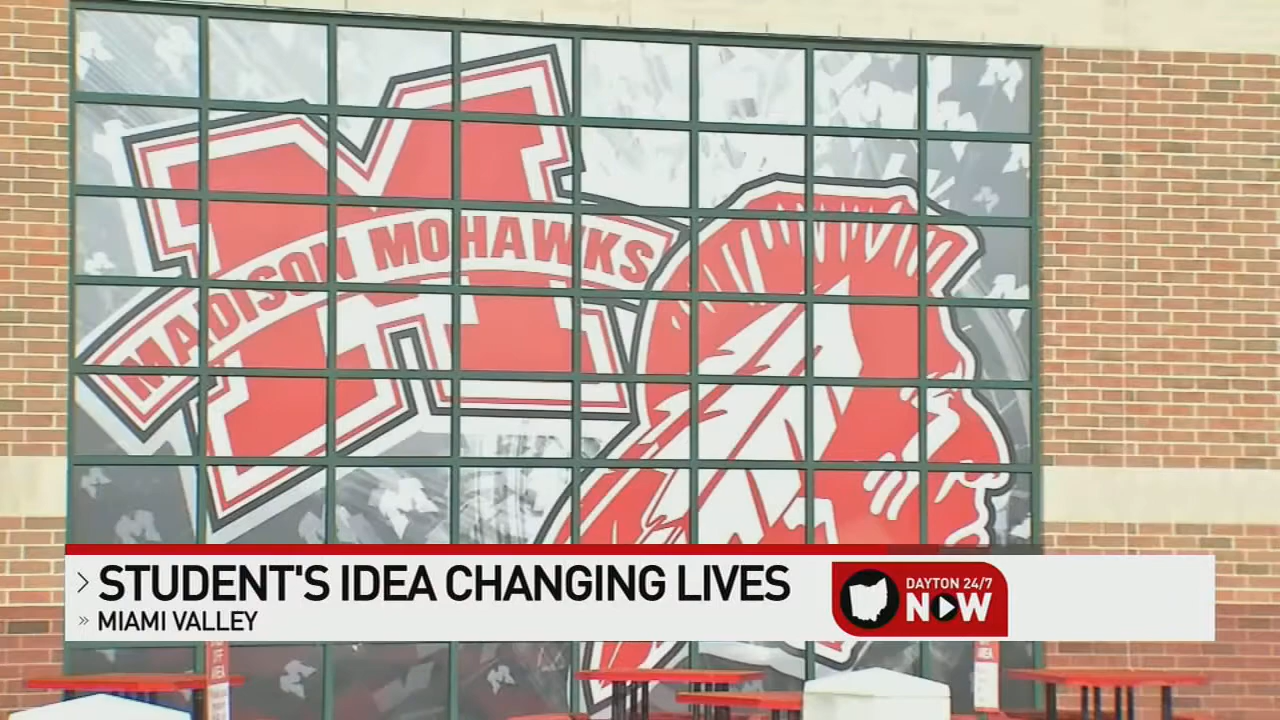 MADISON MOHAWKS
STUDENT'S IDEA CHANGING LIVES
MIAMI VALLEY
DAYTON 24/7
NOW